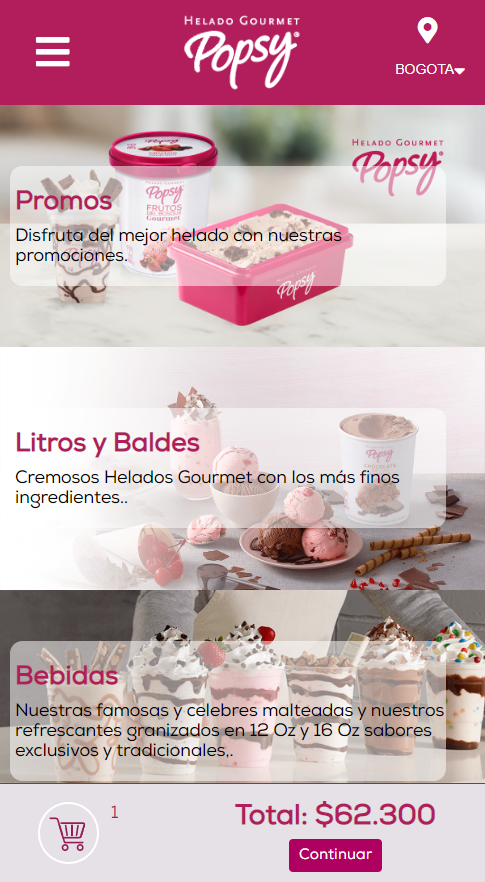 HELADO GOURMET
Popsy
BOGOTA
HELADO GOURMET
Popsy
Popsy
FRUTOS
DEL BOSQUE
Gourmet
Popsy
Promos
Disfruta del mejor helado con nuestras
promociones.
Popsy
CHOCOLATE
Litros y Baldes
Cremosos Helados Gourmet con los más finos
ingredientes..
Bebidas
Nuestras famosas y celebres malteadas y nuestros
refrescantes granizados en 12 Oz y 16 Oz sabores
exclusivos y tradicionales,.
1
Total: $62.300
Continuar